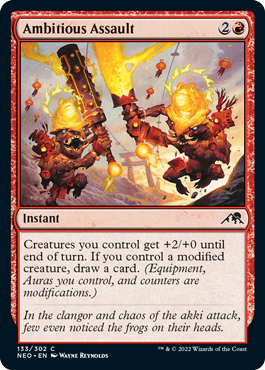 Ambitious Assault 2
Instant
Creatures you control get +2/+0 until
end of turn. If you control a modified
creature, draw a card. (Equipment,
Auras you control, and counters are
modifications.)
In the clangor and chaos of the akki attack,
few even noticed the frogs on their heads.
133/302 C
NEO • EN WAYNE REYNOLDS
™ & © 2022 Wizards of the Coast